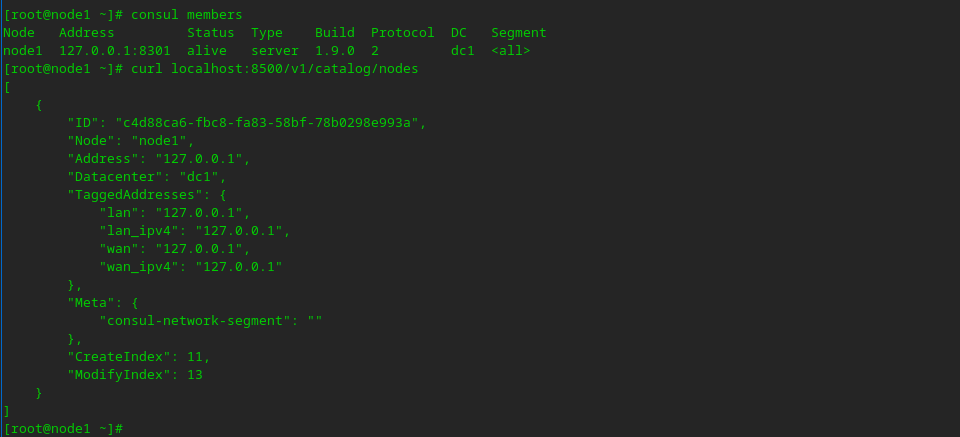 [root@node1 ~]# consul members
Node   Address         Status  Type    Build  Protocol  DC   Segment
node1  127.0.0.1:8301  alive   server  1.9.0  2         dc1  <all>
[root@node1 ~]# curl localhost:8500/v1/catalog/nodes
[
    {
        "ID": "c4d88ca6-fbc8-fa83-58bf-78b0298e993a",
        "Node": "node1",
        "Address": "127.0.0.1",
        "Datacenter": "dc1",
        "TaggedAddresses": {
            "lan": "127.0.0.1",
            "lan_ipv4": "127.0.0.1",
            "wan": "127.0.0.1",
            "wan_ipv4": "127.0.0.1"
        },
        "Meta": {
            "consul-network-segment": ""
        },
        "CreateIndex": 11,
        "ModifyIndex": 13
    }
]
[root@node1 ~]#